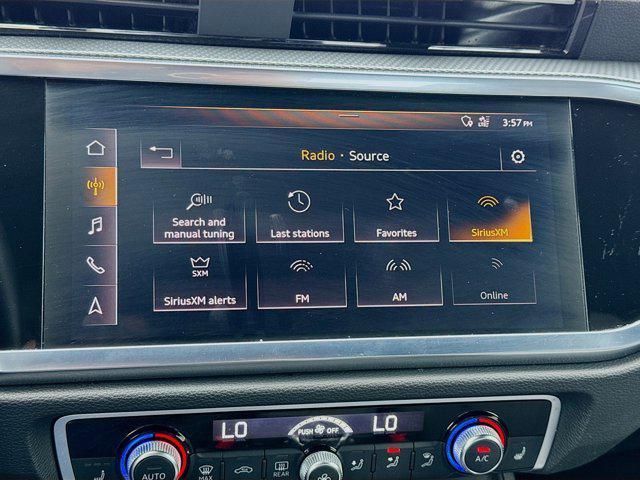 3:57 PM
Radio • Source
Search and
manual tuning
Last stations
Favorites
SiriusXM
SXM
SiriusXM alerts
FM
AM
Online
LO
PUSH OFF
LO
AUTO
MAX
REAR
A/C